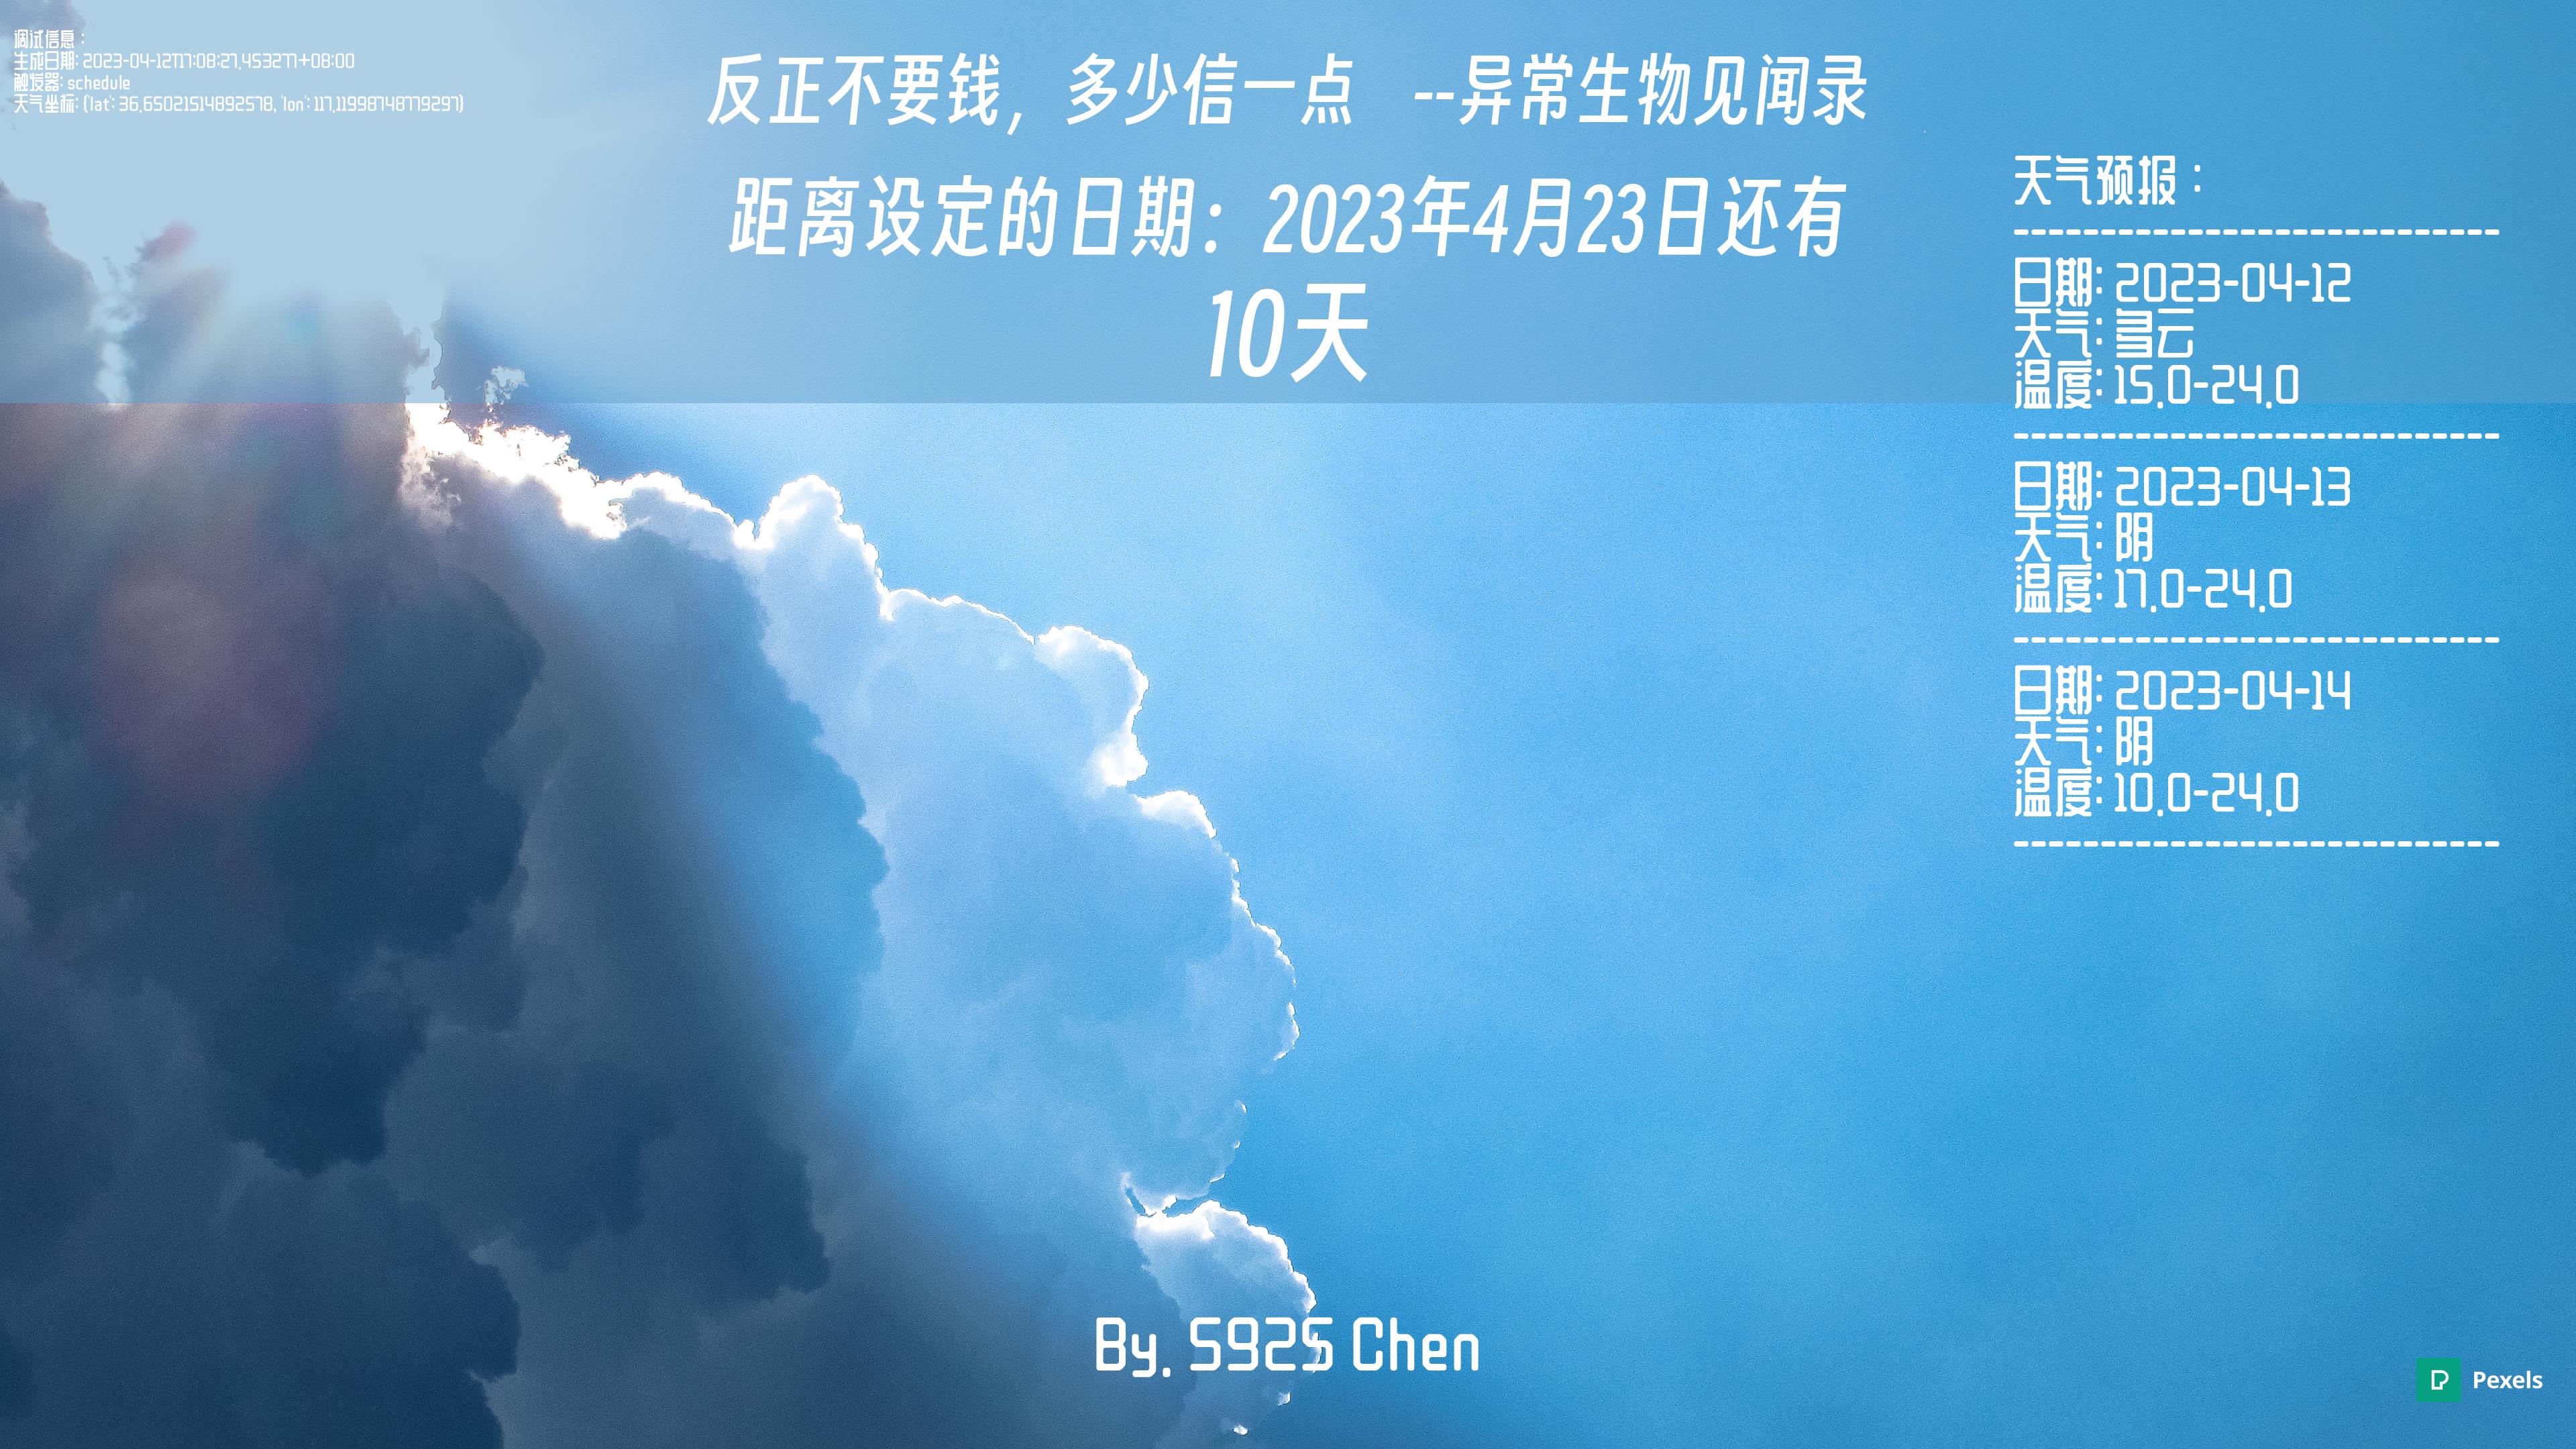 调试信息：
生成日期: 2023-04-12T17:08:27.453277+08:00
触发器: schedule
天气坐标: {'lat': 36.65021514892578, 'lon': 117.11998748779297}
反正不要钱，多少信一点　--异常生物见闻录
距离设定的日期：2023年4月23日还有
10天
天气预报：
----------------------------
日期: 2023-04-12
天气: 多云
温度: 15.0-24.0
----------------------------
日期: 2023-04-13
天气: 阴
温度: 17.0-24.0
----------------------------
日期: 2023-04-14
天气: 阴
温度: 10.0-24.0
----------------------------
By. S92S Chen
Pexels